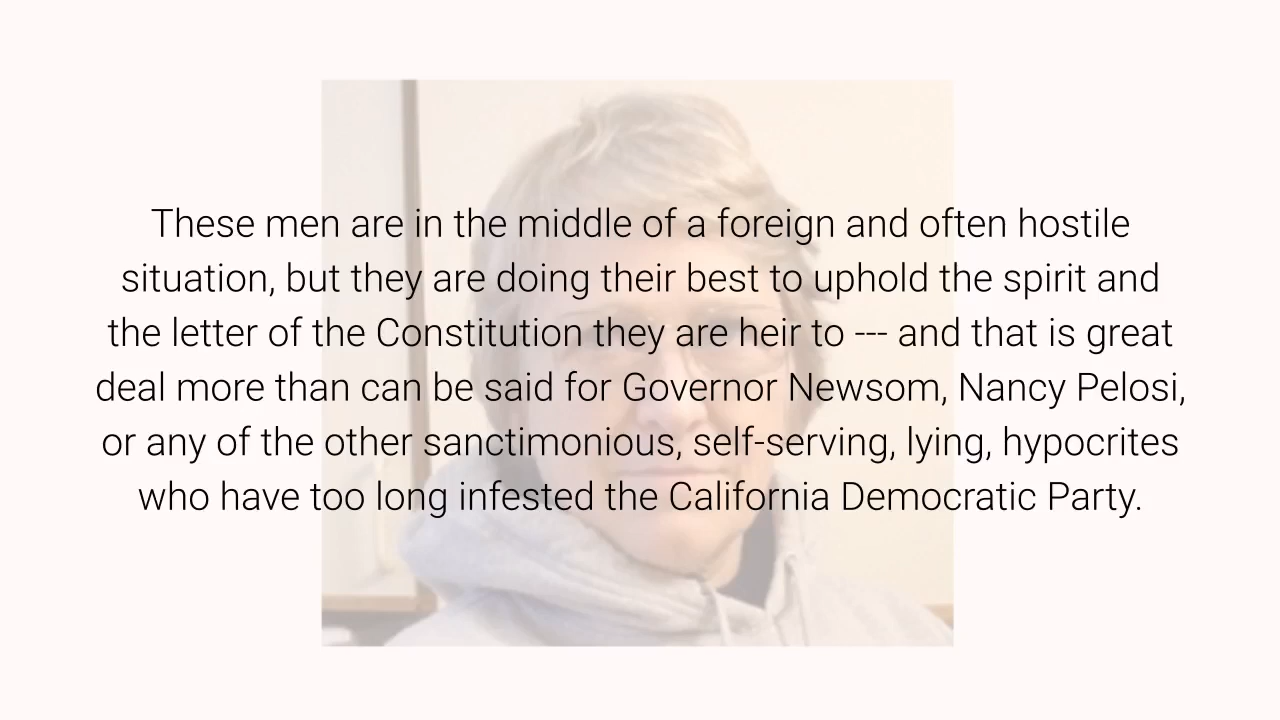 These men are in the middle of a foreign and often hostile
situation, but they are doing their best to uphold the spirit and
the letter of the Constitution they are heir to --- and that is great
deal more than can be said for Governor Newsom, Nancy Pelosi,
or any of the other sanctimonious, self-serving, lying, hypocrites
who have too long infested the California Democratic Party.